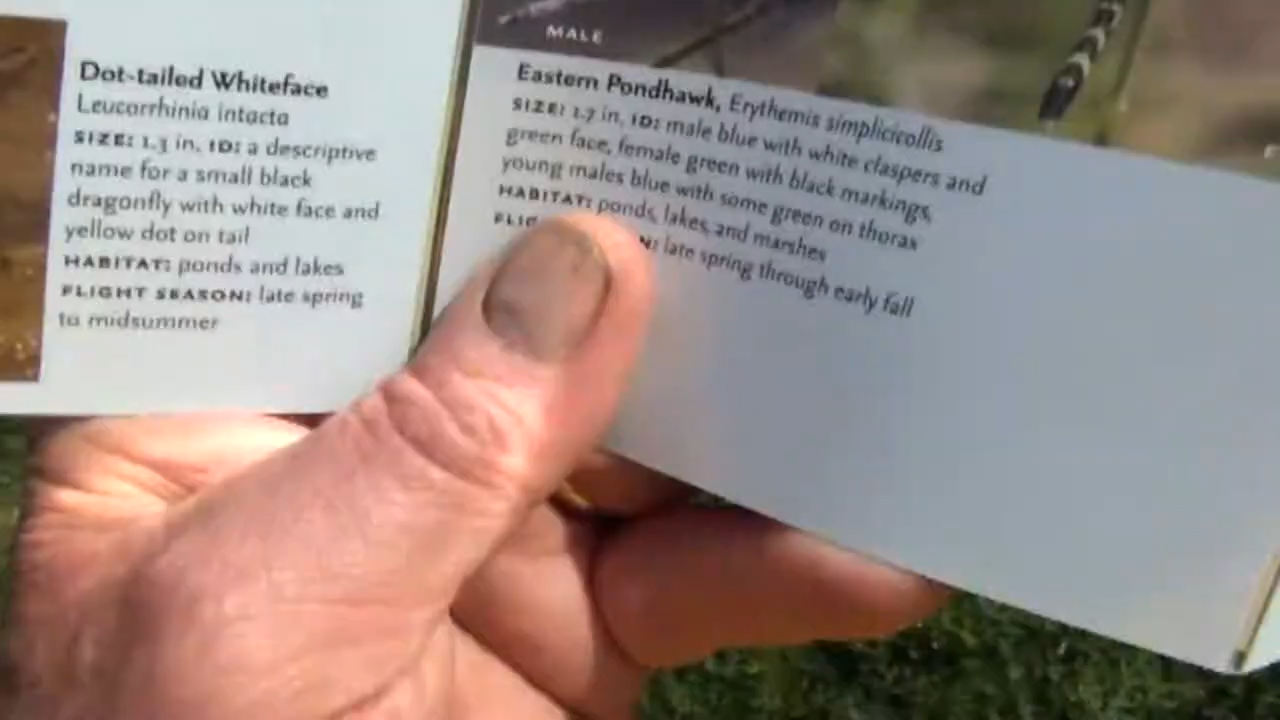 Dot-tailed Whiteface
Leucorrhinia intacta
SIZE: 1.3 in. ID: a descriptive
name for a small black
dragonfly with white face and
yellow dot on tail
HABITAT: ponds and lakes
FLIGHT SEASON: late spring
to midsummer
MALE
Eastern Pondhawk, Erythemis simplicicollis
SIZE: 1.7 in. ID: male blue with white claspers and
green face, female green with black markings,
young males blue with some green on thorax
HABITAT: ponds, lakes, and marshes
late spring through early fall